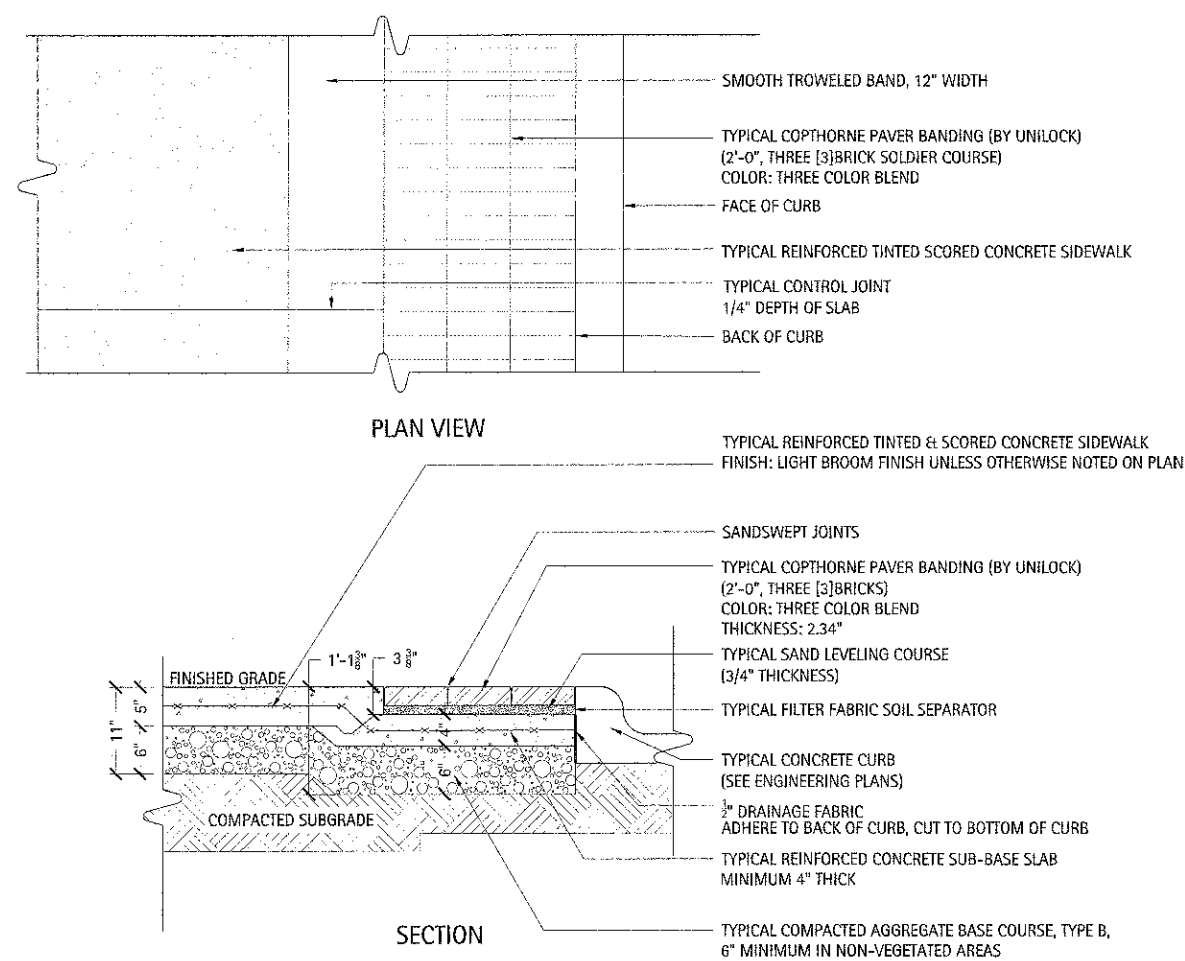 SMOOTH TROWELED BAND, 12" WIDTH
TYPICAL COPTHORNE PAVER BANDING (BY UNILOCK)
(2'-0", THREE [3]BRICK SOLDIER COURSE)
COLOR: THREE COLOR BLEND
FACE OF CURB
TYPICAL REINFORCED TINTED SCORED CONCRETE SIDEWALK
TYPICAL CONTROL JOINT
1/4" DEPTH OF SLAB
BACK OF CURB
PLAN VIEW
TYPICAL REINFORCED TINTED & SCORED CONCRETE SIDEWALK
FINISH: LIGHT BROOM FINISH UNLESS OTHERWISE NOTED ON PLAN
SANDSWEPT JOINTS
TYPICAL COPTHORNE PAVER BANDING (BY UNILOCK)
(2'-0", THREE [3]BRICKS)
COLOR: THREE COLOR BLEND
THICKNESS: 2.34"
TYPICAL SAND LEVELING COURSE
(3/4" THICKNESS)
TYPICAL FILTER FABRIC SOIL SEPARATOR
TYPICAL CONCRETE CURB
(SEE ENGINEERING PLANS)
1/2" DRAINAGE FABRIC
ADHERE TO BACK OF CURB, CUT TO BOTTOM OF CURB
TYPICAL REINFORCED CONCRETE SUB-BASE SLAB
MINIMUM 4" THICK
TYPICAL COMPACTED AGGREGATE BASE COURSE, TYPE B,
6" MINIMUM IN NON-VEGETATED AREAS
FINISHED GRADE
1'-1 3/8"
3 3/8"
11"
5"
6"
4"
6"
COMPACTED SUBGRADE
SECTION